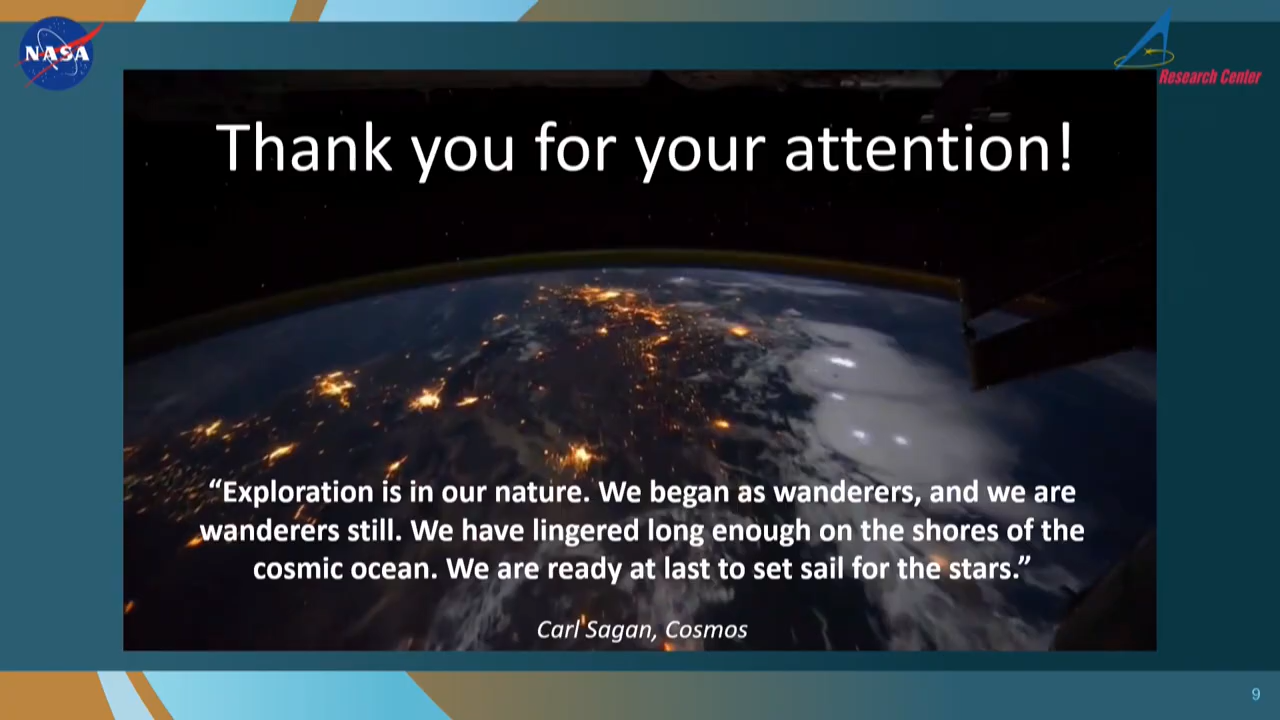 NASA
Research Center
Thank you for your attention!
“Exploration is in our nature. We began as wanderers, and we are
wanderers still. We have lingered long enough on the shores of the
cosmic ocean. We are ready at last to set sail for the stars.”
Carl Sagan, Cosmos
9